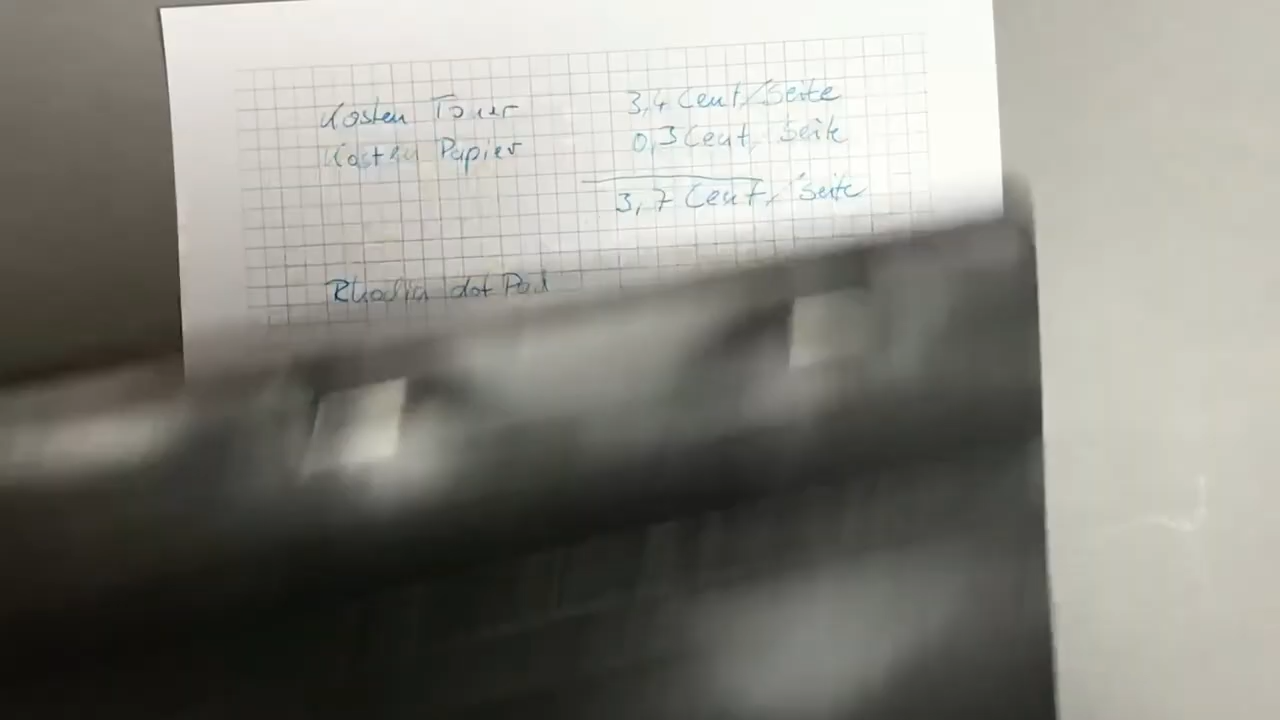 Kosten Toner 3,4 Cent/Seite
Kosten Papier 0,3 Cent/Seite
3,7 Cent/Seite
Rhodia dot Pad